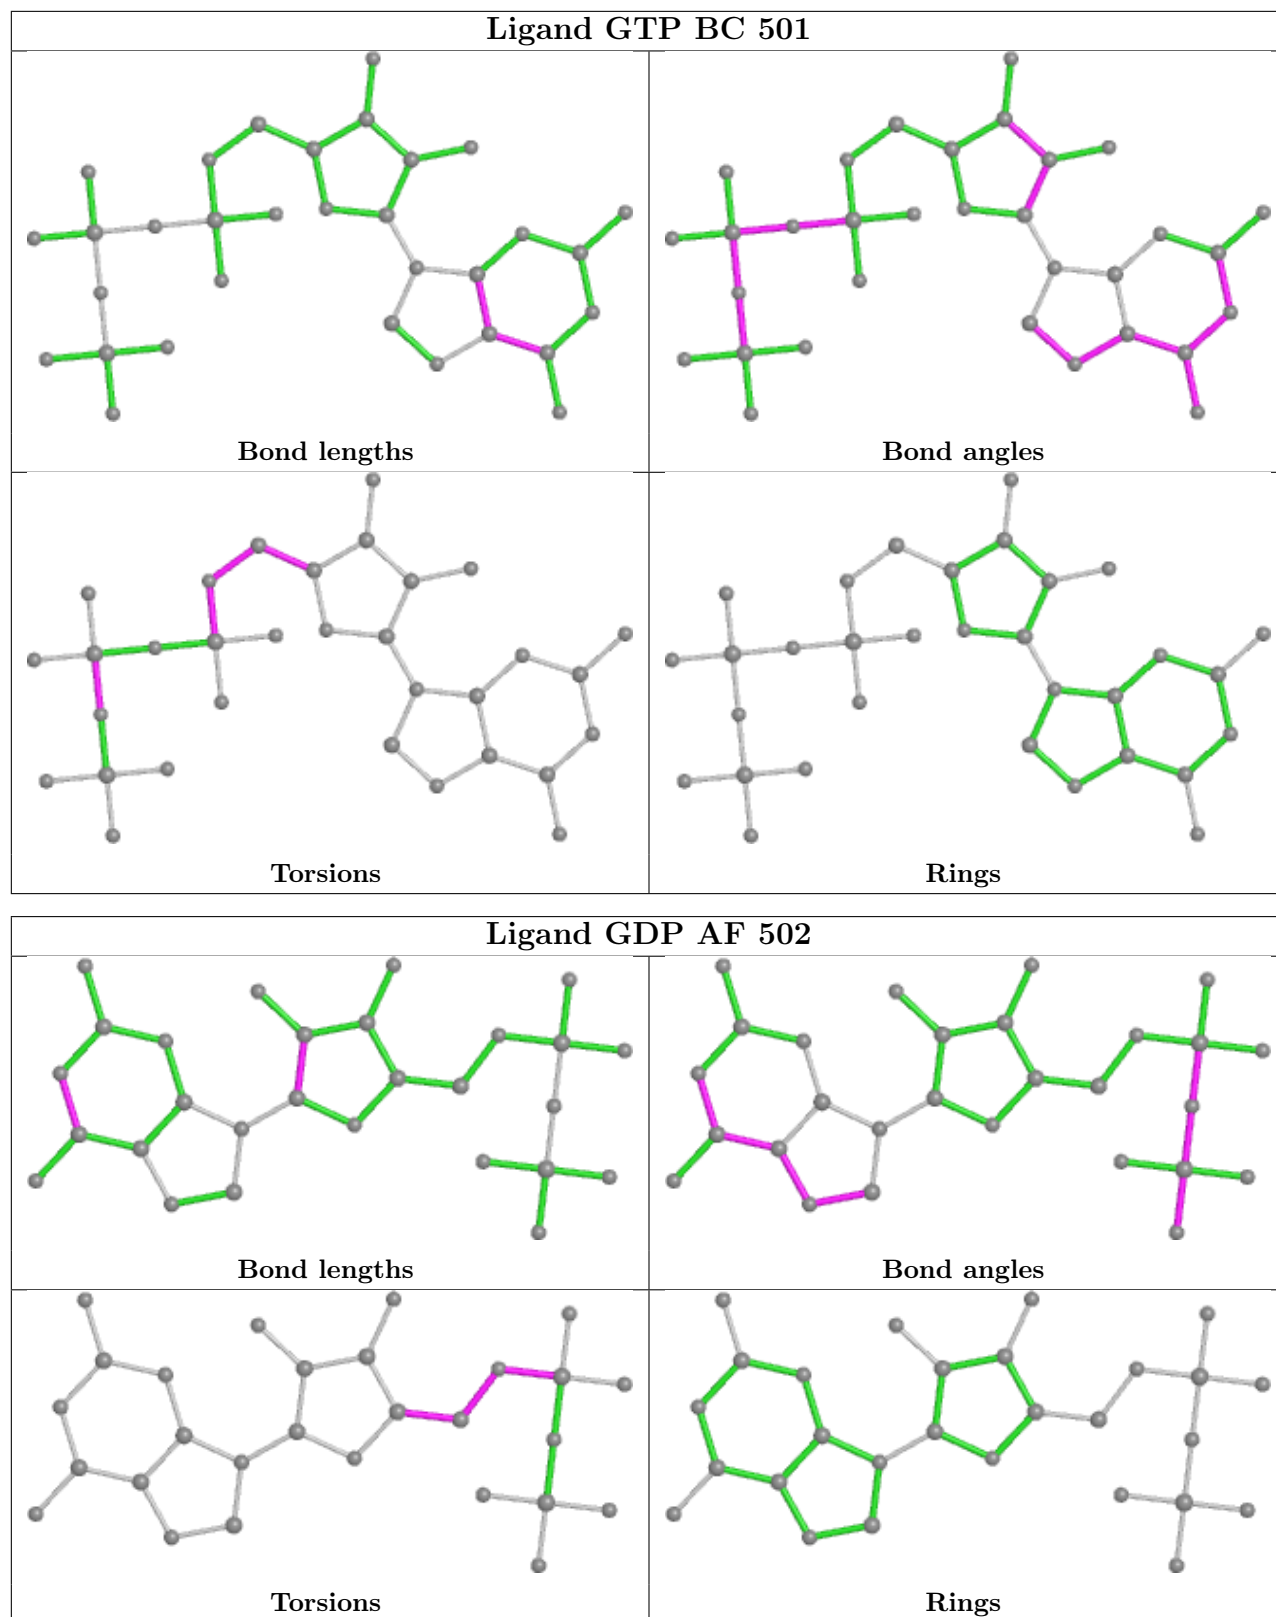 Ligand GTP BC 501
Bond lengths
Bond angles
Torsions
Rings
Ligand GDP AF 502
Bond lengths
Bond angles
Torsions
Rings